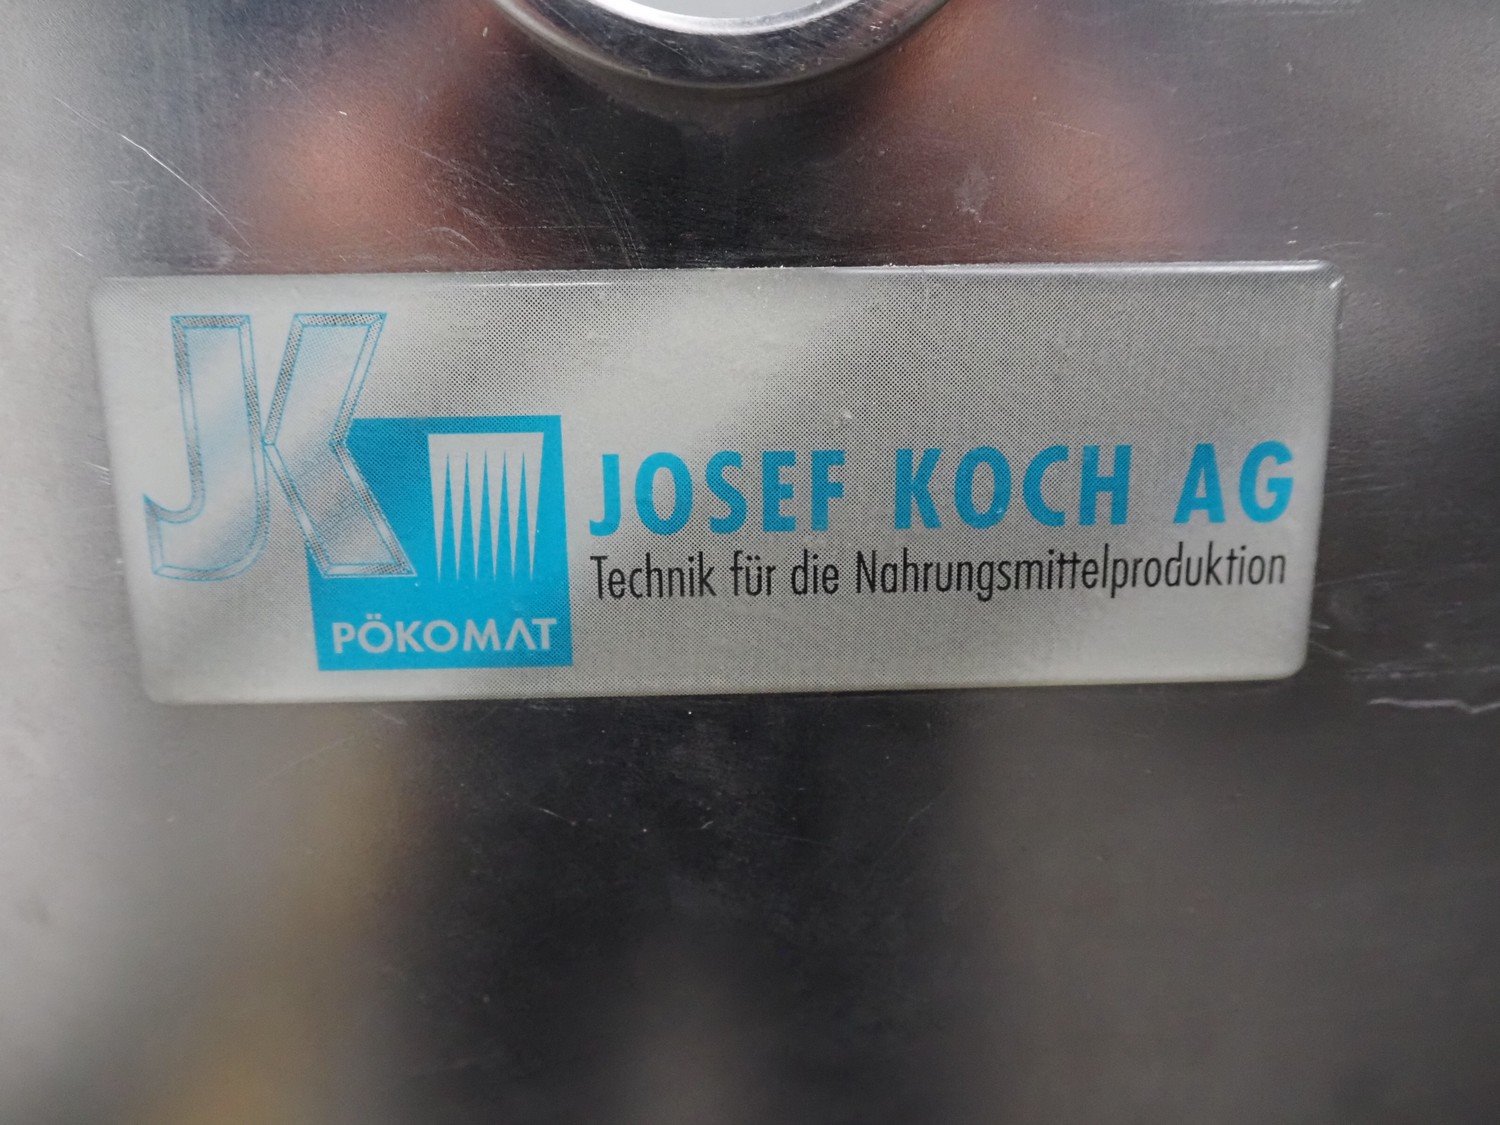 JK
PÖKOMAT
JOSEF KOCH AG
Technik für die Nahrungsmittelproduktion